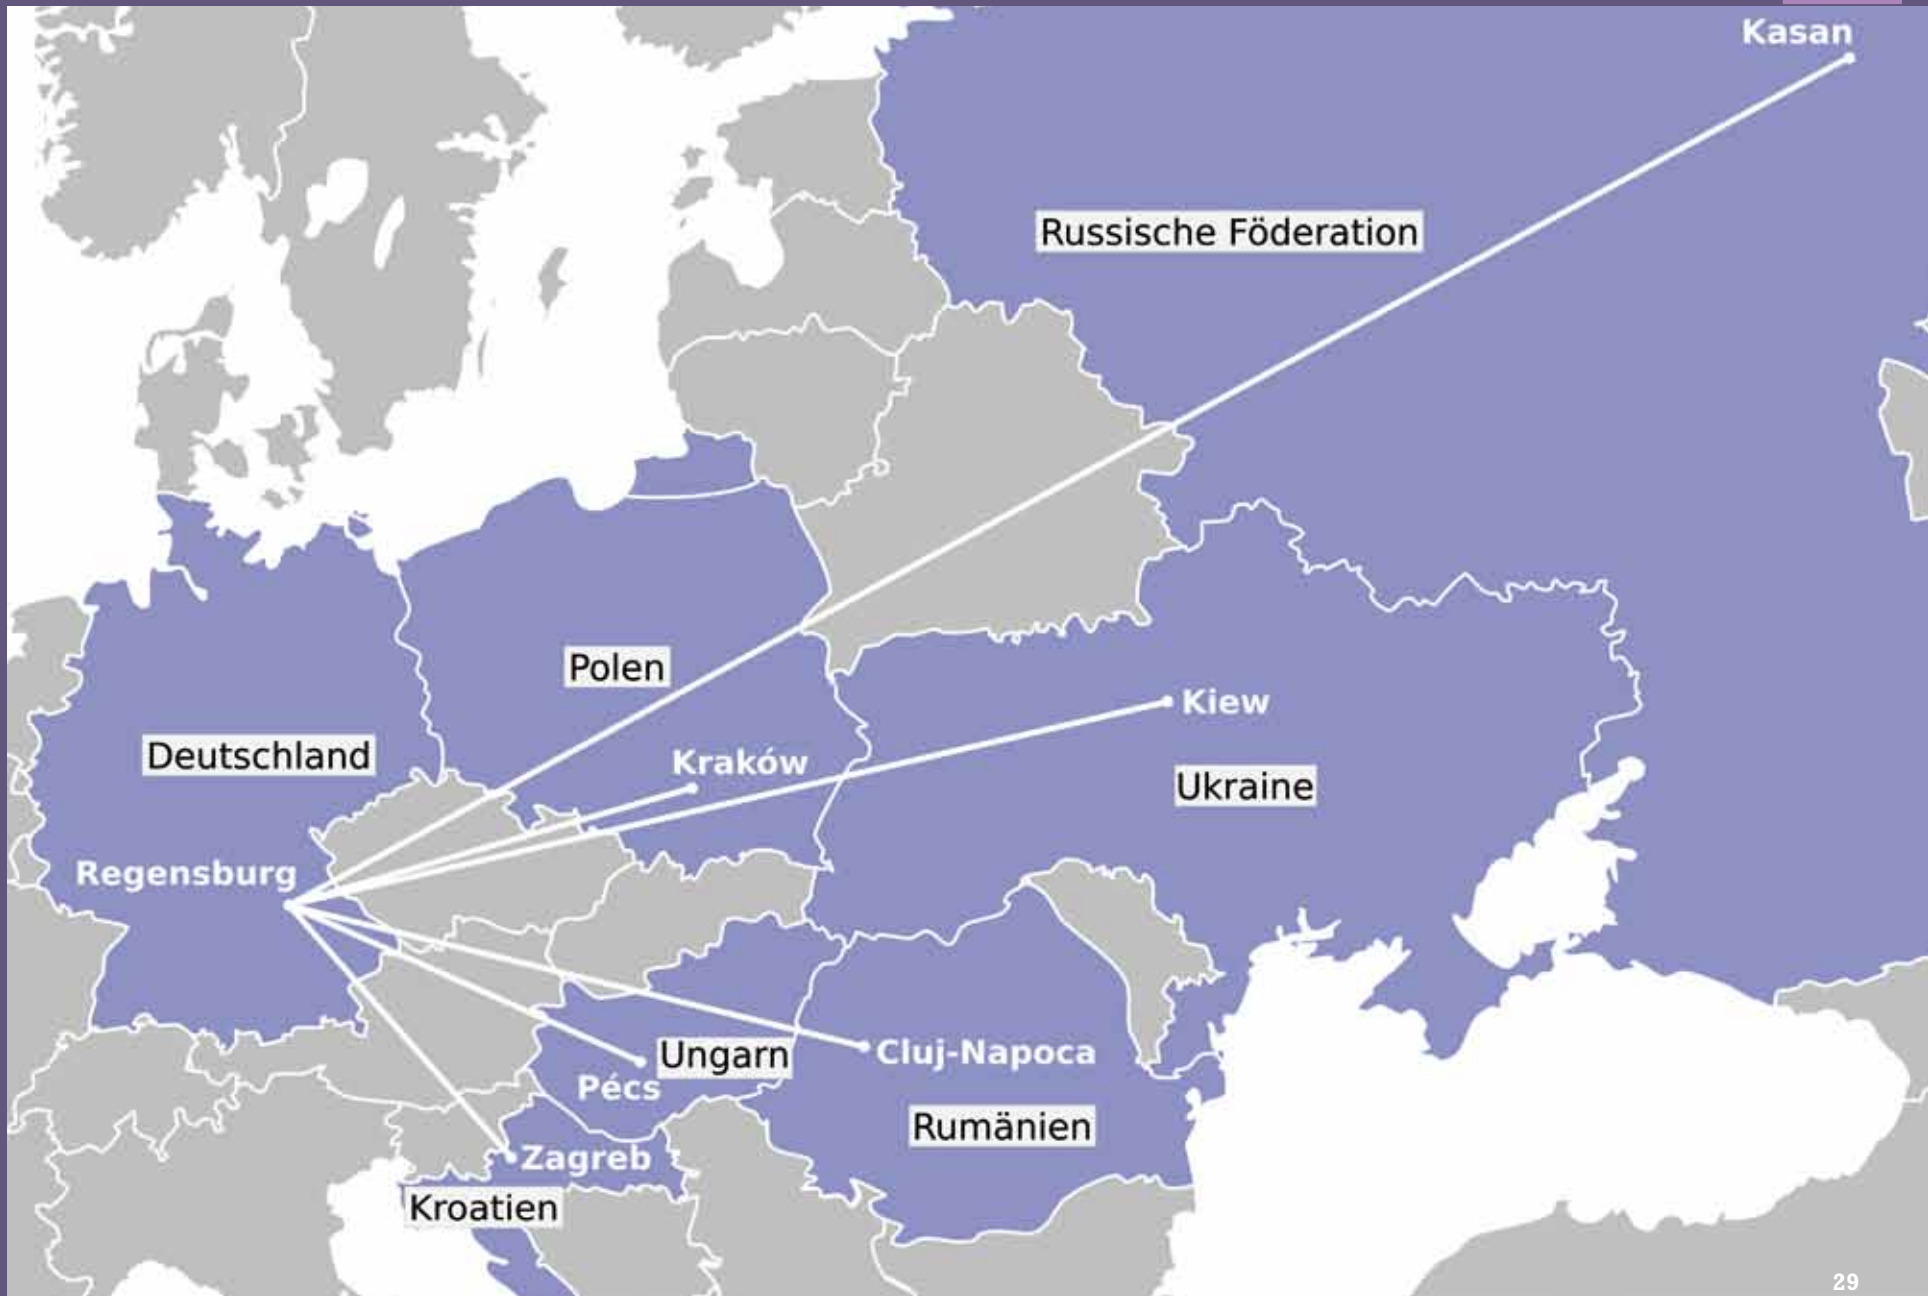 Kasan
Russische Föderation
Polen
Kiew
Deutschland
Kraków
Ukraine
Regensburg
Ungarn
Cluj-Napoca
Pécs
Rumänien
Zagreb
Kroatien
29